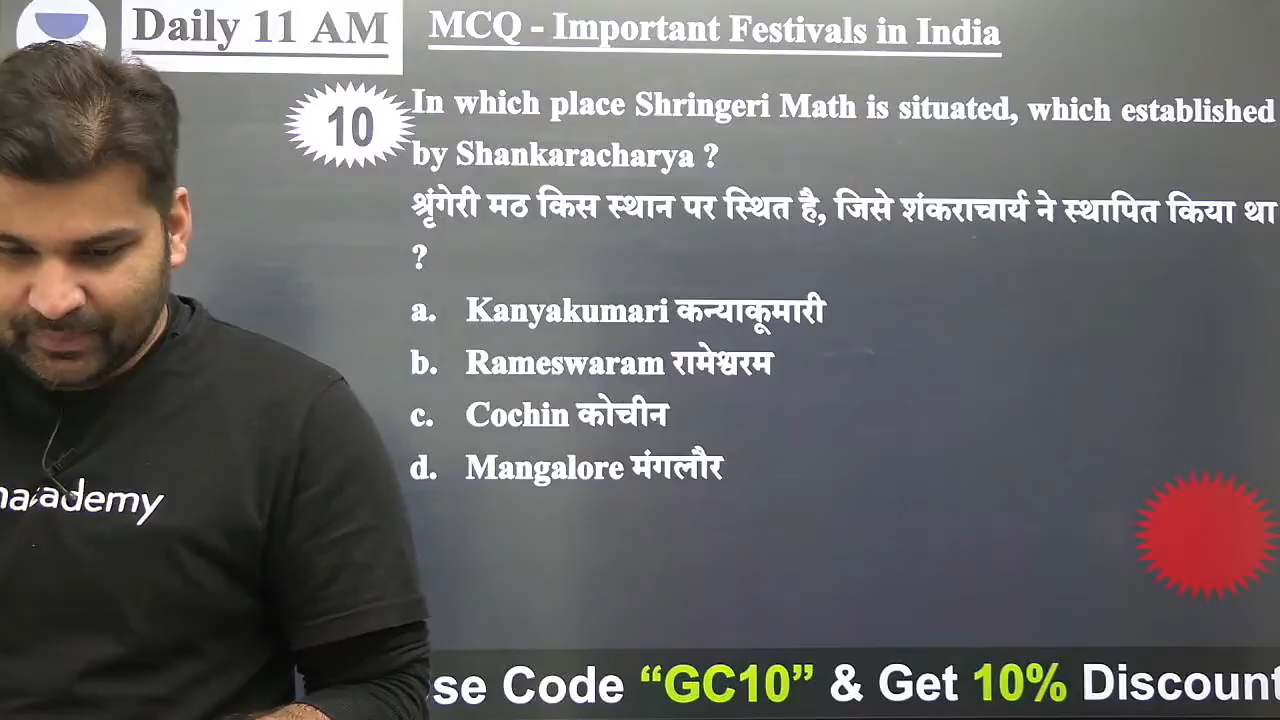 Daily 11 AM
MCQ - Important Festivals in India
10
In which place Shringeri Math is situated, which established
by Shankaracharya ?
श्रृंगेरी मठ किस स्थान पर स्थित है, जिसे शंकराचार्य ने स्थापित किया था
?
a. Kanyakumari कन्याकूमारी
b. Rameswaram रामेश्वरम
c. Cochin कोचीन
d. Mangalore मंगलौर
se Code “GC10” & Get 10% Discount